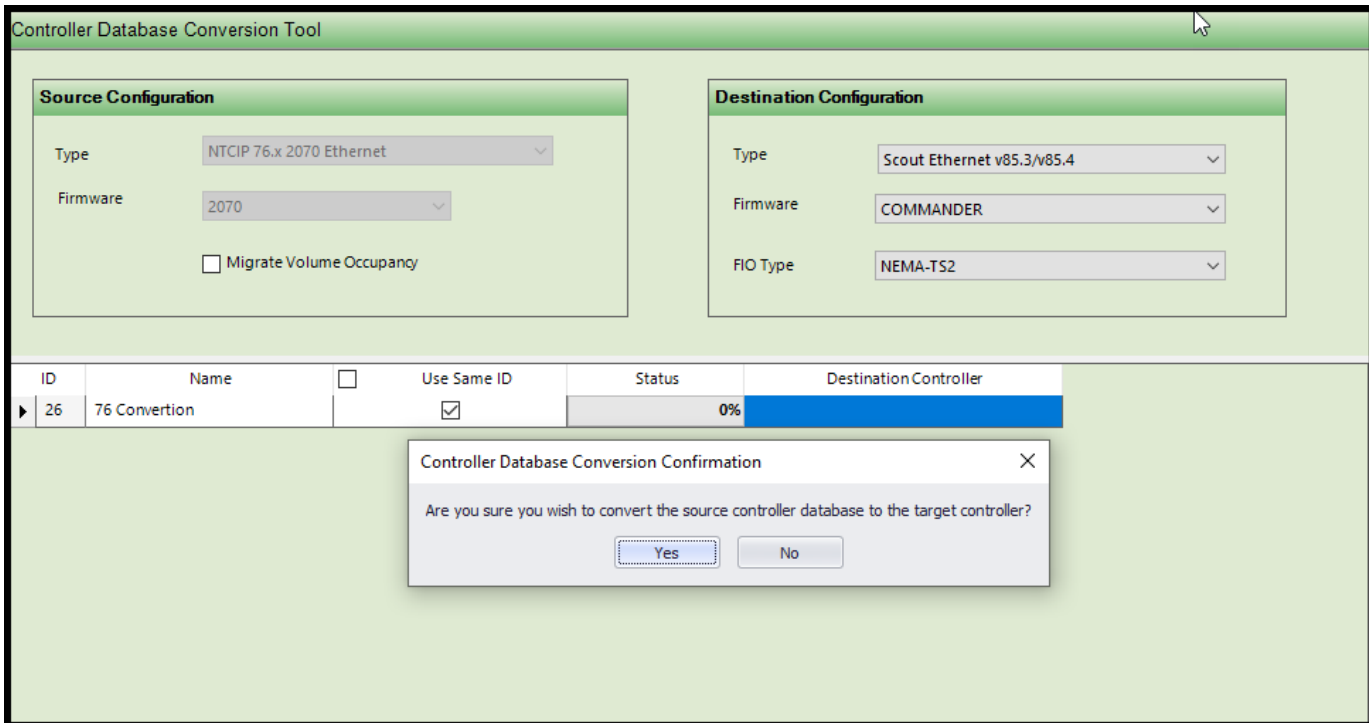 Controller Database Conversion Tool
Source Configuration
Type
NTCIP 76.x 2070 Ethernet
Firmware
2070
Migrate Volume Occupancy
Destination Configuration
Type
Scout Ethernet v85.3/v85.4
Firmware
COMMANDER
FIO Type
NEMA-TS2
ID Name Use Same ID Status Destination Controller
26 76 Convertion 0%
Controller Database Conversion Confirmation
Are you sure you wish to convert the source controller database to the target controller?
Yes No